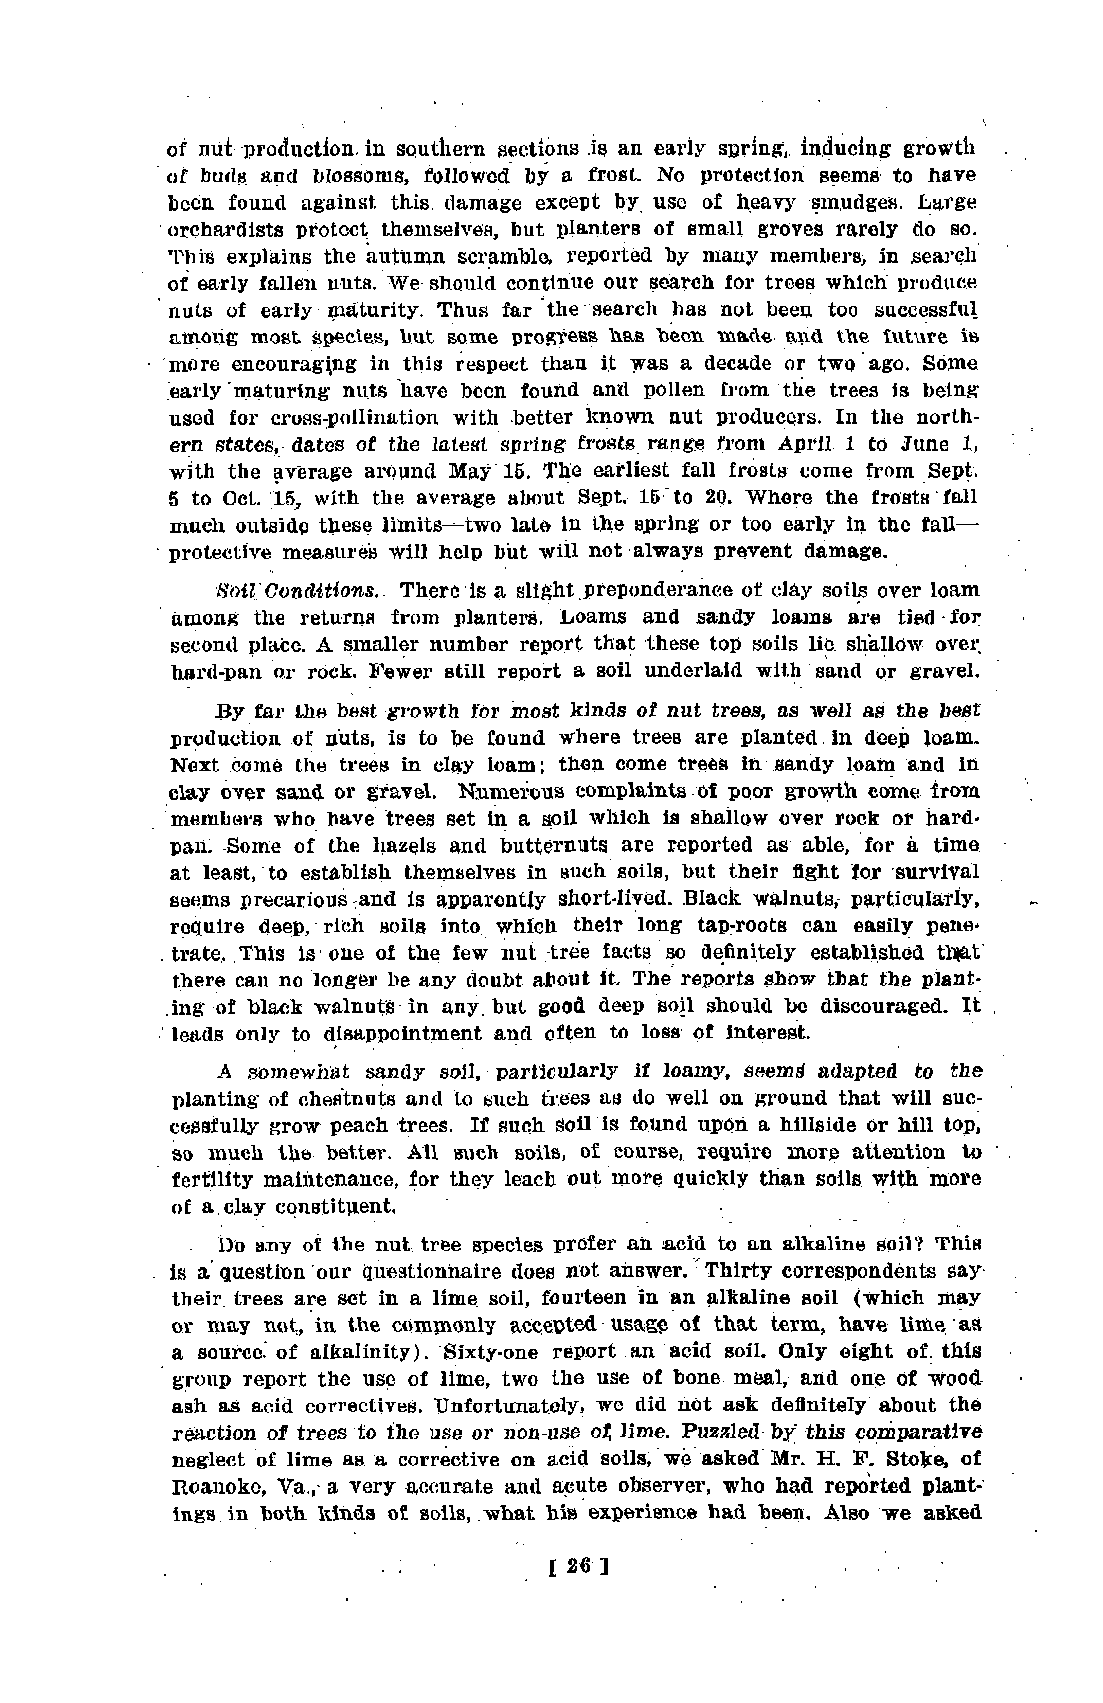 of nut production in southern sections is an early spring, inducing growth
of buds and blossoms, followed by a frost. No protection seems to have
been found against this damage except by use of heavy smudges. Large
orchardists protect themselves, but planters of small groves rarely do so.
This explains the autumn scramble, reported by many members, in search
of early fallen nuts. We should continue our search for trees which produce
nuts of early maturity. Thus far the search has not been too successful
among most species, but some progress has been made and the future is
more encouraging in this respect than it was a decade or two ago. Some
early maturing nuts have been found and pollen from the trees is being
used for cross-pollination with better known nut producers. In the north-
ern states, dates of the latest spring frosts range from April 1 to June 1,
with the average around May 15. The earliest fall frosts come from Sept.
5 to Oct. 15, with the average about Sept. 15 to 20. Where the frosts fall
much outside these limits—two late in the spring or too early in the fall—
protective measures will help but will not always prevent damage.
Soil Conditions. There is a slight preponderance of clay soils over loam
among the returns from planters. Loams and sandy loams are tied for
second place. A smaller number report that these top soils lie shallow over
hard-pan or rock. Fewer still report a soil underlaid with sand or gravel.
By far the best growth for most kinds of nut trees, as well as the best
production of nuts, is to be found where trees are planted in deep loam.
Next come the trees in clay loam; then come trees in sandy loam and in
clay over sand or gravel. Numerous complaints of poor growth come from
members who have trees set in a soil which is shallow over rock or hard-
pan. Some of the hazels and butternuts are reported as able, for a time
at least, to establish themselves in such soils, but their fight for survival
seems precarious and is apparently short-lived. Black walnuts, particularly,
require deep, rich soils into which their long tap-roots can easily pene-
trate. This is one of the few nut tree facts so definitely established that
there can no longer be any doubt about it. The reports show that the plant-
ing of black walnuts in any but good deep soil should be discouraged. It
leads only to disappointment and often to loss of interest.
A somewhat sandy soil, particularly if loamy, seems adapted to the
planting of chestnuts and to such trees as do well on ground that will suc-
cessfully grow peach trees. If such soil is found upon a hillside or hill top,
so much the better. All such soils, of course, require more attention to
fertility maintenance, for they leach out more quickly than soils with more
of a clay constituent.
Do any of the nut tree species prefer an acid to an alkaline soil? This
is a question our questionnaire does not answer. Thirty correspondents say
their trees are set in a lime soil, fourteen in an alkaline soil (which may
or may not, in the commonly accepted usage of that term, have lime as
a source of alkalinity). Sixty-one report an acid soil. Only eight of this
group report the use of lime, two the use of bone meal, and one of wood
ash as acid correctives. Unfortunately, we did not ask definitely about the
reaction of trees to the use or non-use of lime. Puzzled by this comparative
neglect of lime as a corrective on acid soils, we asked Mr. H. F. Stoke, of
Roanoke, Va., a very accurate and acute observer, who had reported plant-
ings in both kinds of soils, what his experience had been. Also we asked
[ 26 ]